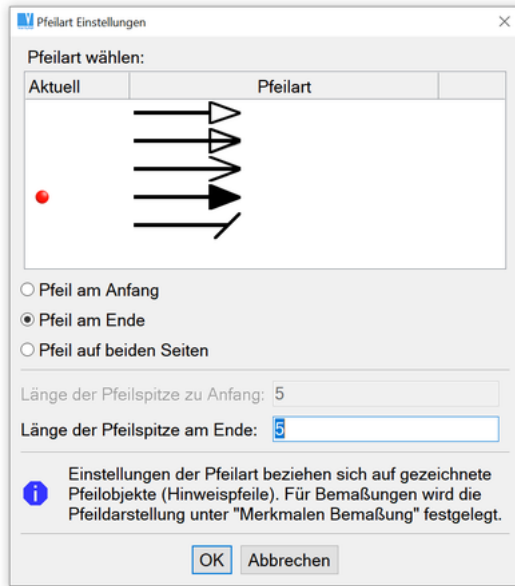 Pfeilart Einstellungen
Pfeilart wählen:
Aktuell Pfeilart
Pfeil am Anfang
Pfeil am Ende
Pfeil auf beiden Seiten
Länge der Pfeilspitze zu Anfang: 5
Länge der Pfeilspitze am Ende: 5
Einstellungen der Pfeilart beziehen sich auf gezeichnete
Pfeilobjekte (Hinweispfeile). Für Bemaßungen wird die
Pfeildarstellung unter "Merkmalen Bemaßung" festgelegt.
OK Abbrechen